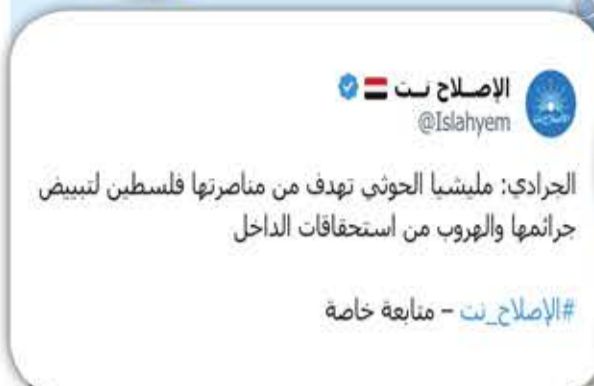 الإصلاح نت
@Islahyem
الجرادي: مليشيا الحوثي تهدف من مناصرتها فلسطين لتبييض
جرائمها والهروب من استحقاقات الداخل
#الإصلاح_نت – متابعة خاصة